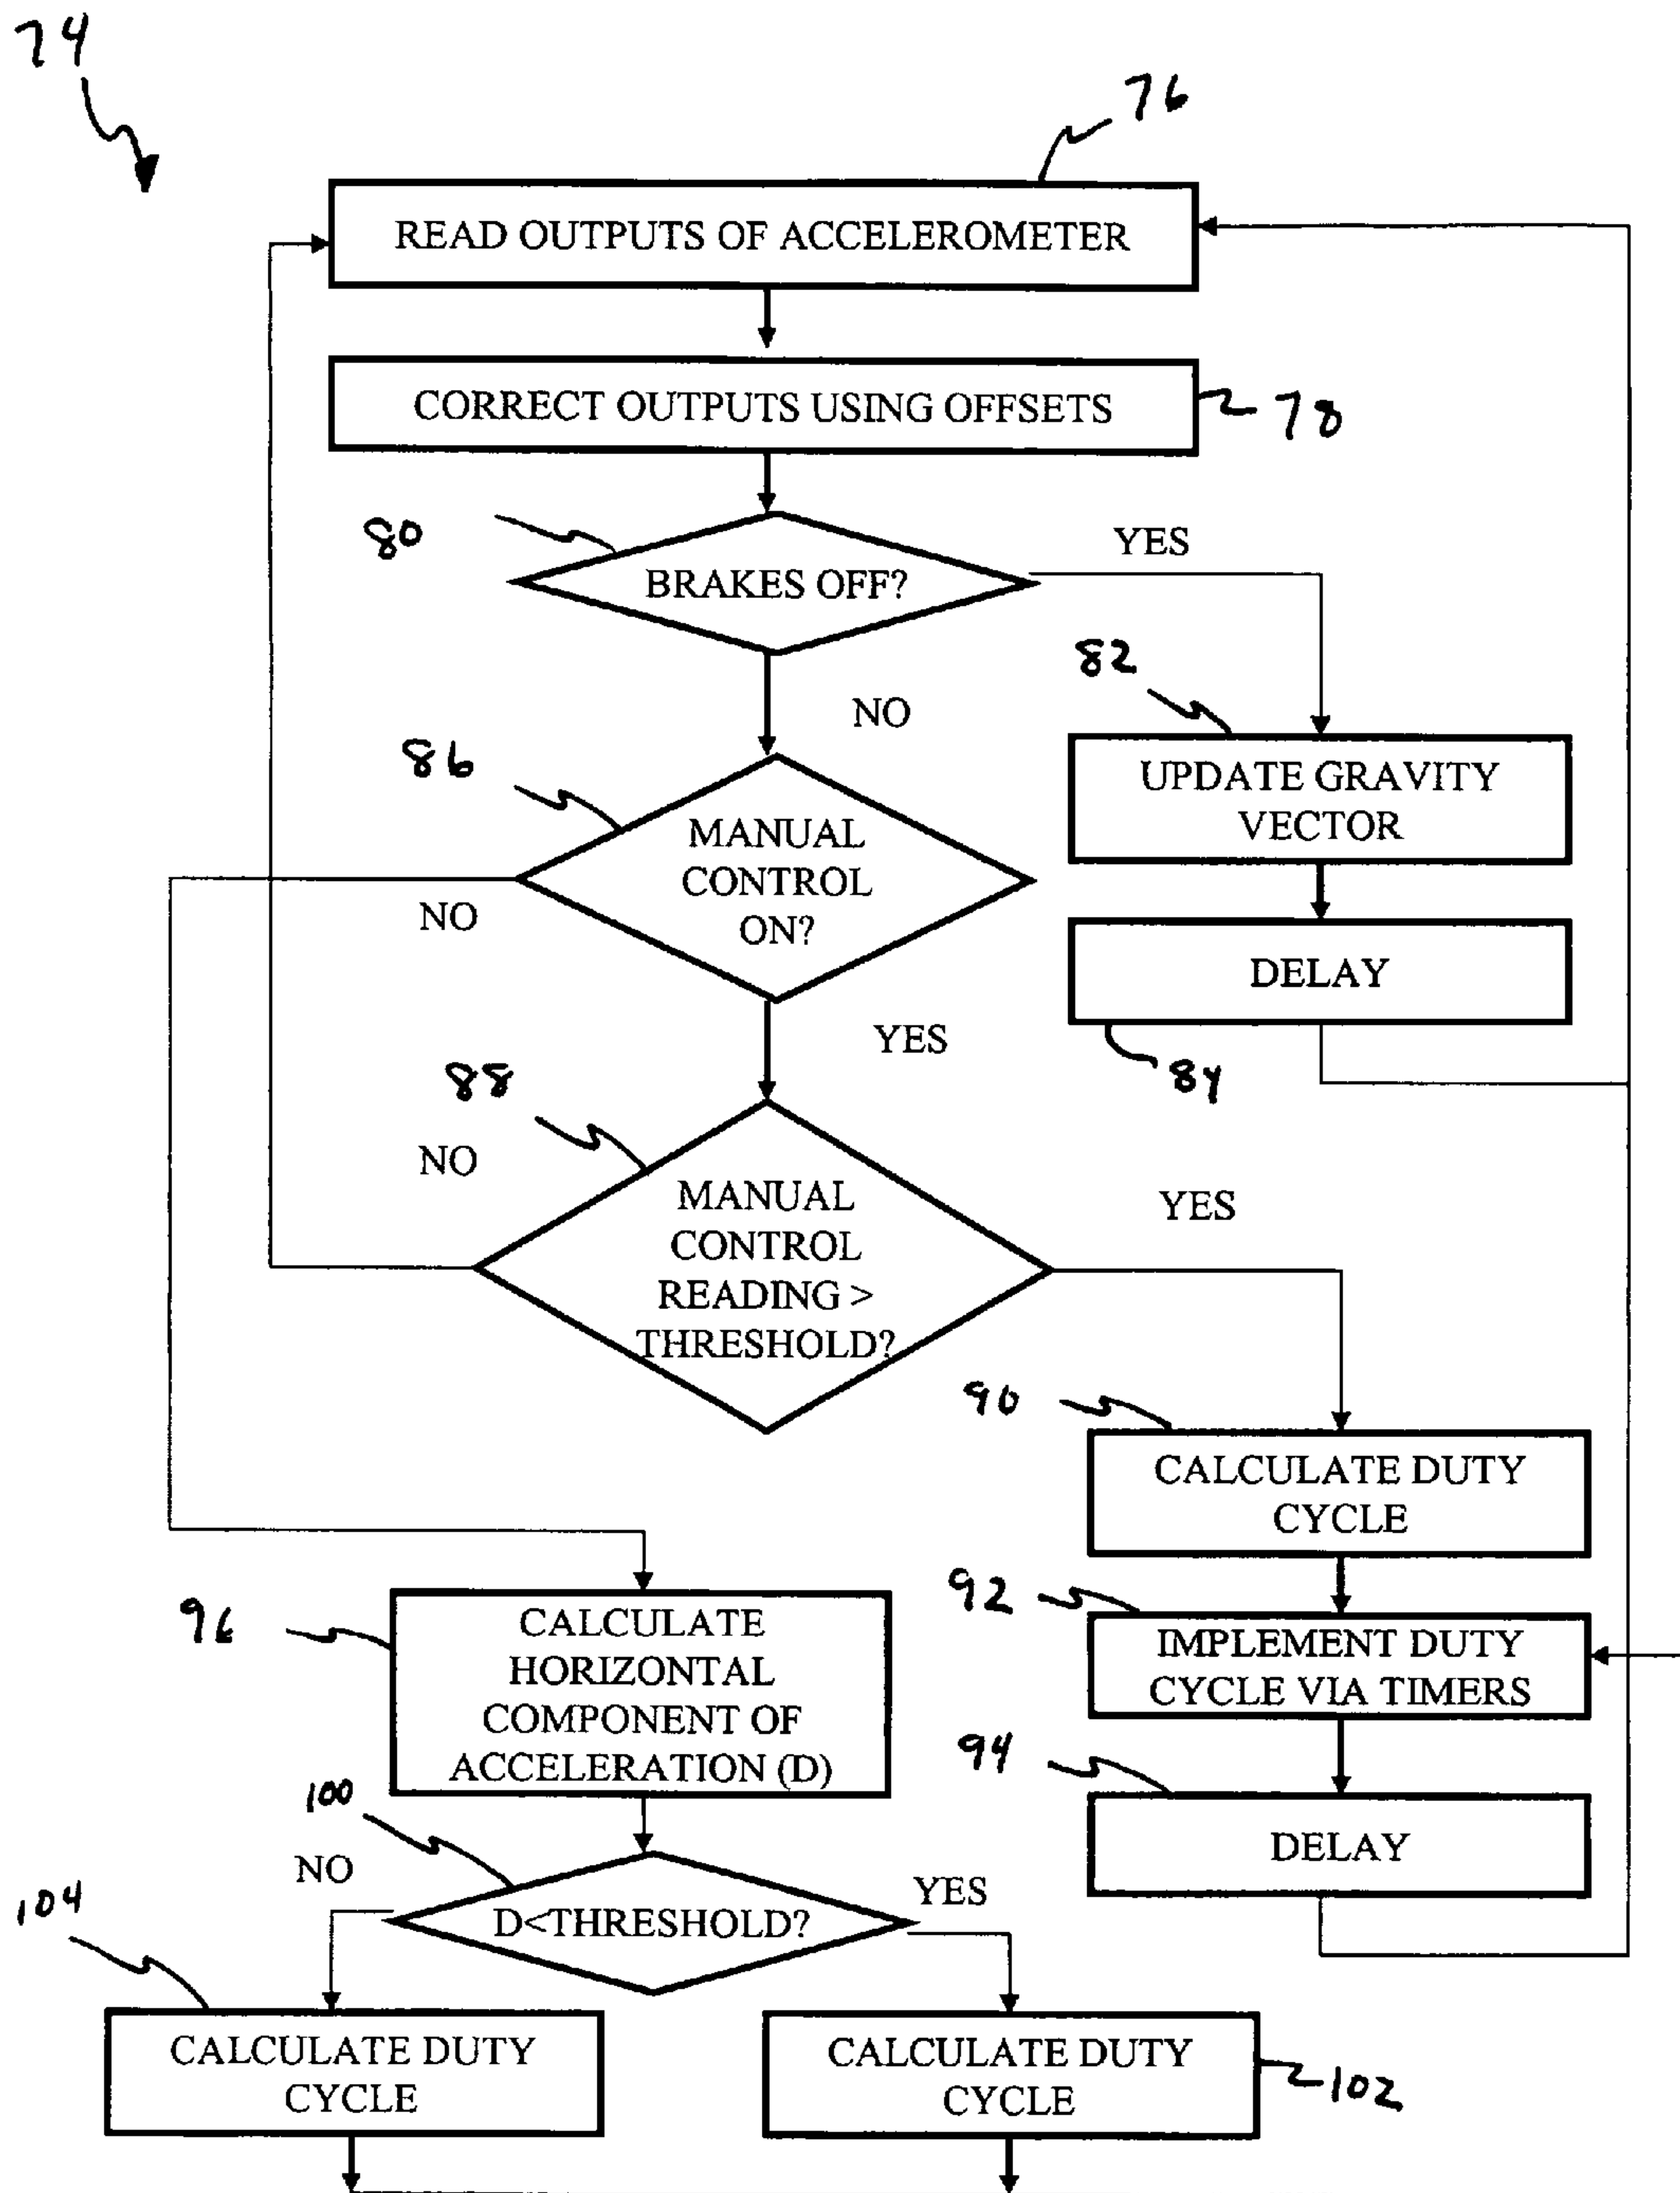 74
76
READ OUTPUTS OF ACCELEROMETER
CORRECT OUTPUTS USING OFFSETS
78
80
BRAKES OFF?
YES
NO
82
UPDATE GRAVITY
VECTOR
86
MANUAL
CONTROL
ON?
NO
DELAY
84
YES
88
NO
MANUAL
CONTROL
READING >
THRESHOLD?
YES
90
CALCULATE DUTY
CYCLE
92
IMPLEMENT DUTY
CYCLE VIA TIMERS
96
CALCULATE
HORIZONTAL
COMPONENT OF
ACCELERATION (D)
94
DELAY
100
NO
D<THRESHOLD?
YES
104
CALCULATE DUTY
CYCLE
CALCULATE DUTY
CYCLE
102